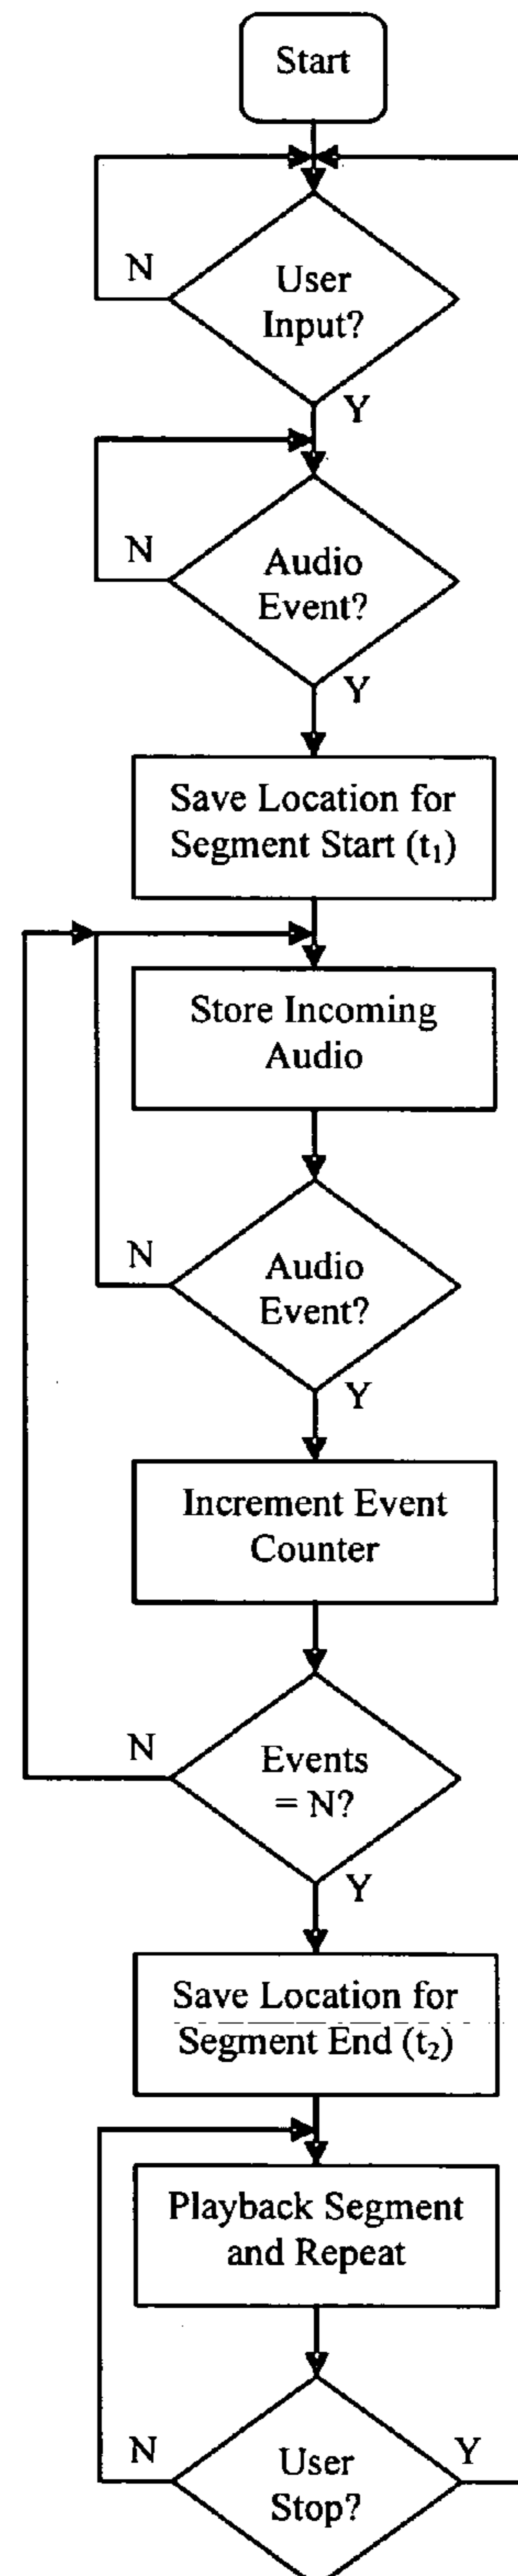 Start
N
User
Input?
Y
N
Audio
Event?
Y
Save Location for
Segment Start (t₁)
Store Incoming
Audio
N
Audio
Event?
Y
Increment Event
Counter
N
Events
= N?
Y
Save Location for
Segment End (t₂)
Playback Segment
and Repeat
N
User
Stop?
Y